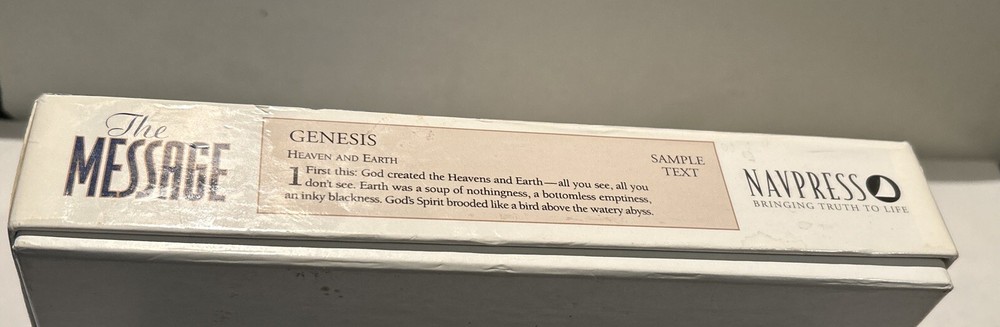 The
MESSAGE
GENESIS
HEAVEN AND EARTH
1 First this: God created the Heavens and Earth—all you see, all you
don't see. Earth was a soup of nothingness, a bottomless emptiness,
an inky blackness. God's Spirit brooded like a bird above the watery abyss.
SAMPLE
TEXT
NAVPRESS
BRINGING TRUTH TO LIFE